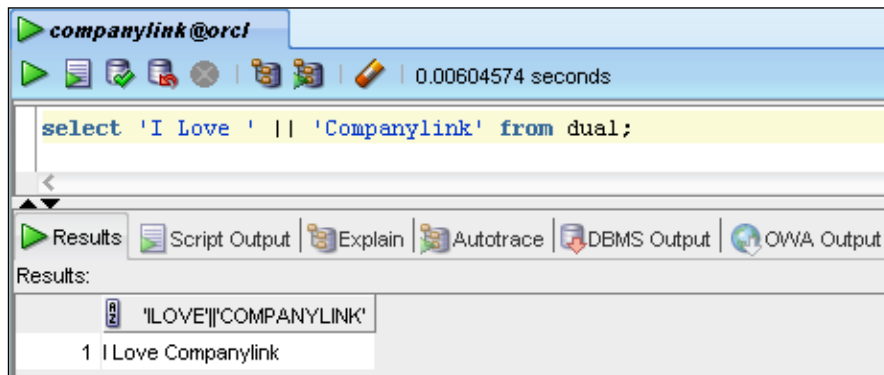 companylink@orcl
0.00604574 seconds
select 'I Love ' || 'Companylink' from dual;
Results Script Output Explain Autotrace DBMS Output OWA Output
Results:
'ILOVE'||'COMPANYLINK'
1 I Love Companylink